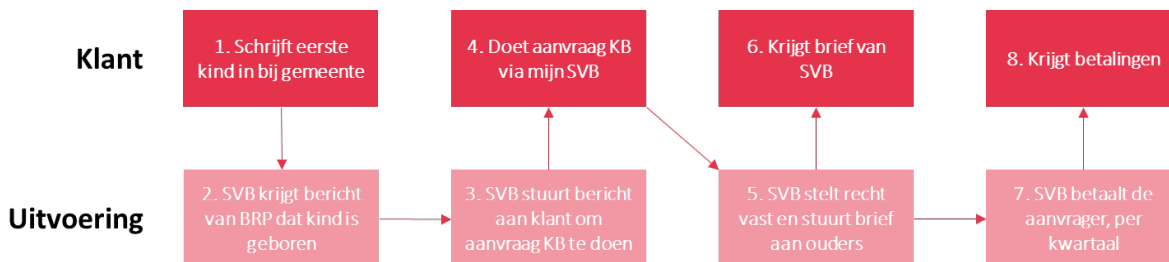 Klant
1. Schrijft eerste
kind in bij gemeente
4. Doet aanvraag KB
via mijn SVB
6. Krijgt brief van
SVB
8. Krijgt betalingen
Uitvoering
2. SVB krijgt bericht
van BRP dat kind is
geboren
3. SVB stuurt bericht
aan klant om
aanvraag KB te doen
5. SVB stelt recht
vast en stuurt brief
aan ouders
7. SVB betaalt de
aanvrager, per
kwartaal